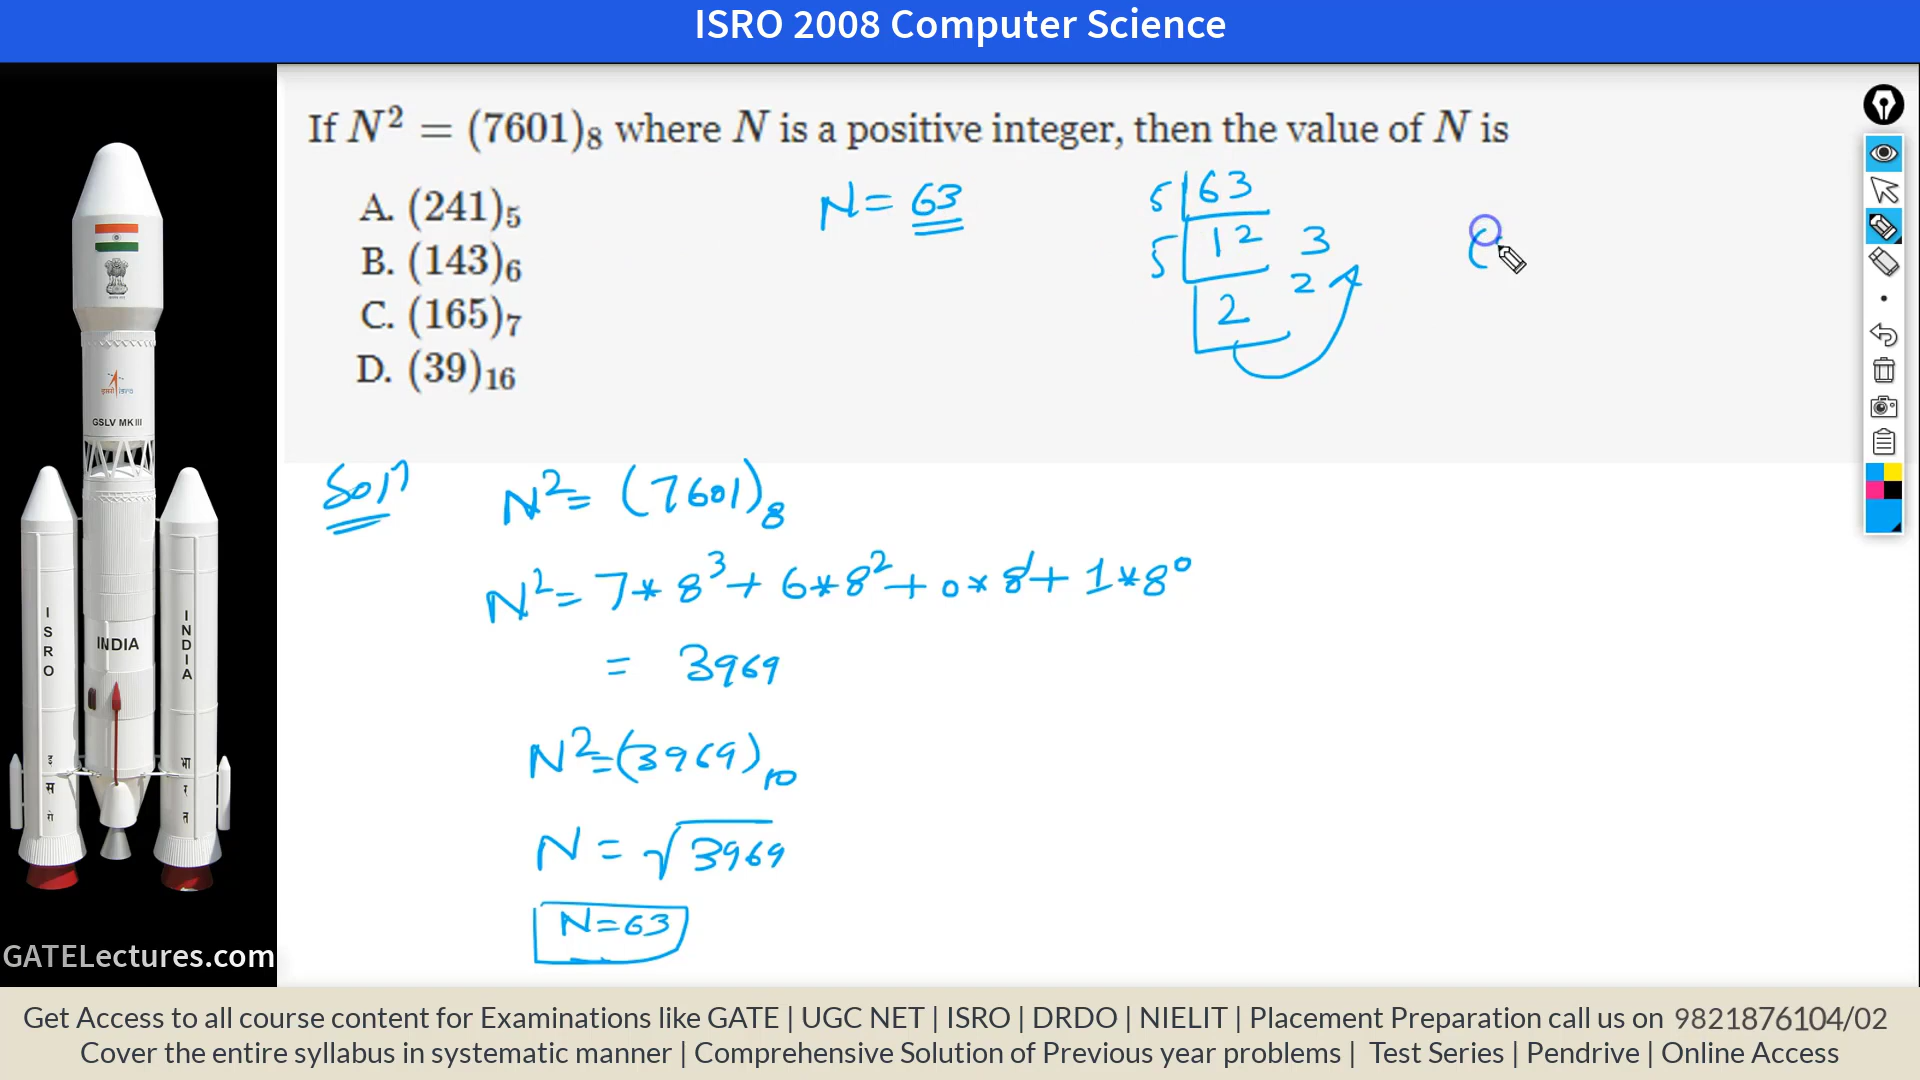 ISRO 2008 Computer Science
If N² = (7601)₈ where N is a positive integer, then the value of N is
A. (241)₅
B. (143)₆
C. (165)₇
D. (39)₁₆
N = 63
5 63
5 12 3
2 2
(
Soln
N² = (7601)₈
N² = 7 * 8³ + 6 * 8² + 0 * 8¹ + 1 * 8⁰
= 3969
N² = (3969)₁₀
N = √3969
N = 63
GSLV MK III
INDIA
ISRO
INDIA
इसरो
भारत
GATELectures.com
Get Access to all course content for Examinations like GATE | UGC NET | ISRO | DRDO | NIELIT | Placement Preparation call us on 9821876104/02
Cover the entire syllabus in systematic manner | Comprehensive Solution of Previous year problems | Test Series | Pendrive | Online Access